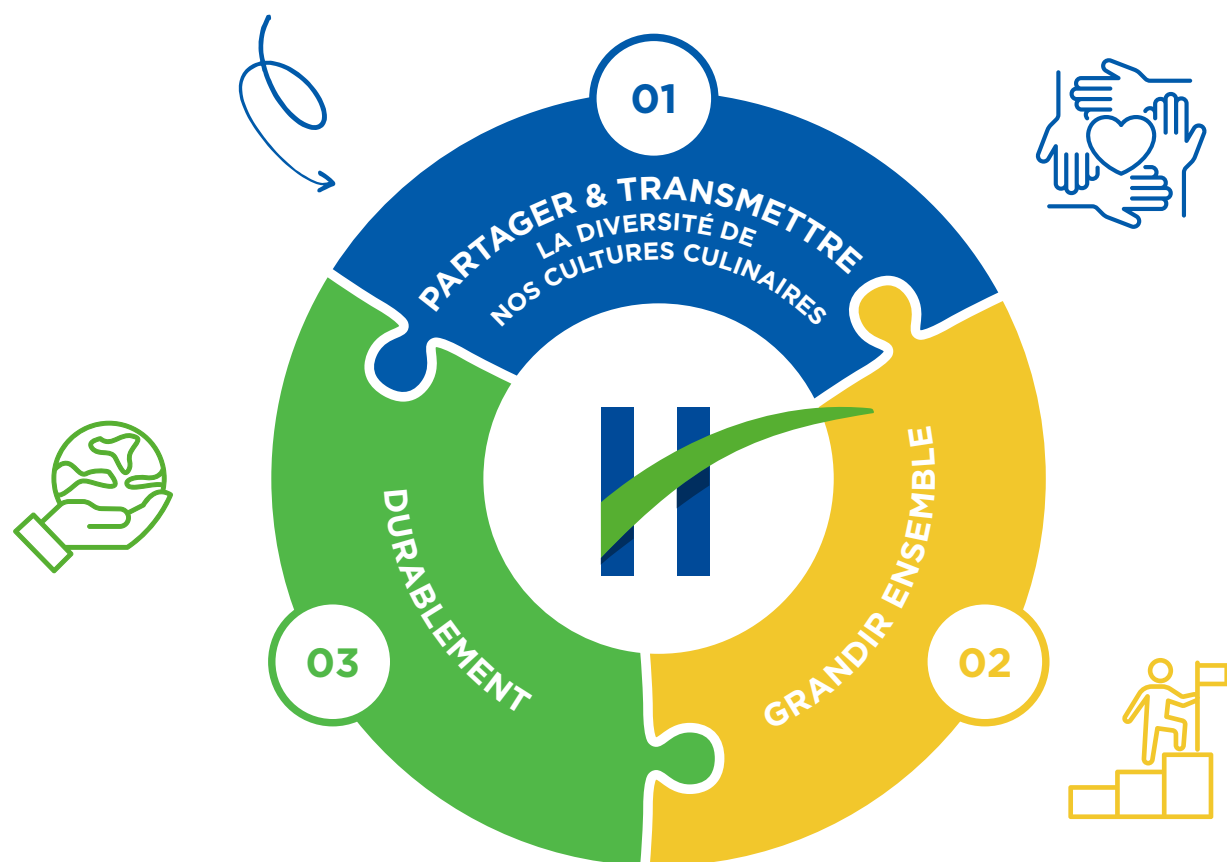 01
PARTAGER & TRANSMETTRE
LA DIVERSITÉ DE
NOS CULTURES CULINAIRES
GRANDIR ENSEMBLE
02
DURABLEMENT
03